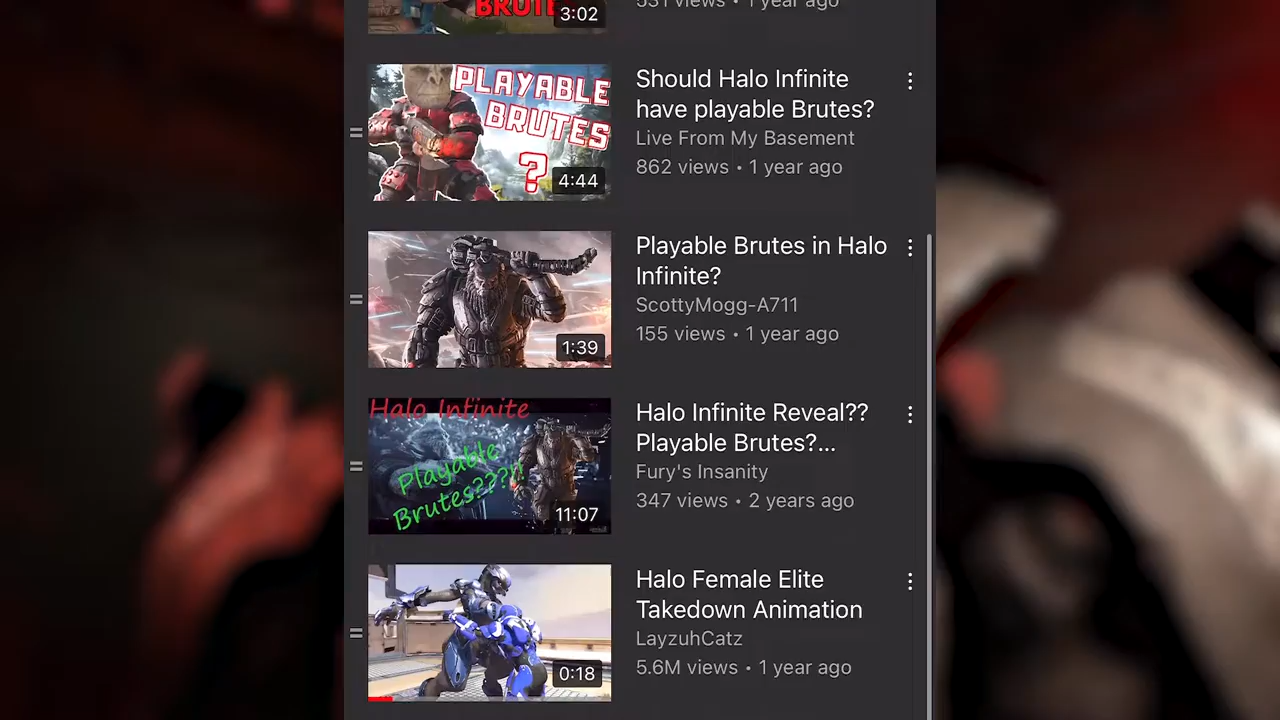 BRUTE
3:02
531 views • 1 year ago
PLAYABLE
BRUTES
?
4:44
Should Halo Infinite
have playable Brutes?
Live From My Basement
862 views • 1 year ago
1:39
Playable Brutes in Halo
Infinite?
ScottyMogg-A711
155 views • 1 year ago
Halo Infinite
Playable
Brutes???!!
11:07
Halo Infinite Reveal??
Playable Brutes?...
Fury's Insanity
347 views • 2 years ago
0:18
Halo Female Elite
Takedown Animation
LayzuhCatz
5.6M views • 1 year ago